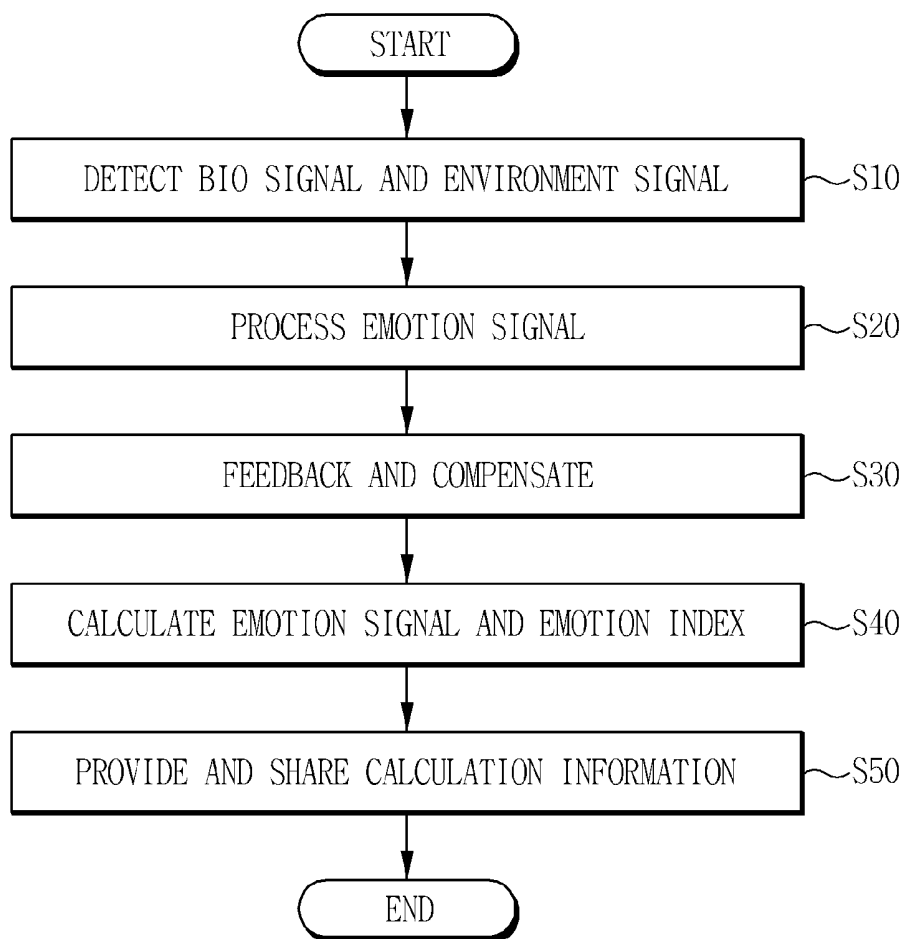 START
DETECT BIO SIGNAL AND ENVIRONMENT SIGNAL
S10
PROCESS EMOTION SIGNAL
S20
FEEDBACK AND COMPENSATE
S30
CALCULATE EMOTION SIGNAL AND EMOTION INDEX
S40
PROVIDE AND SHARE CALCULATION INFORMATION
S50
END